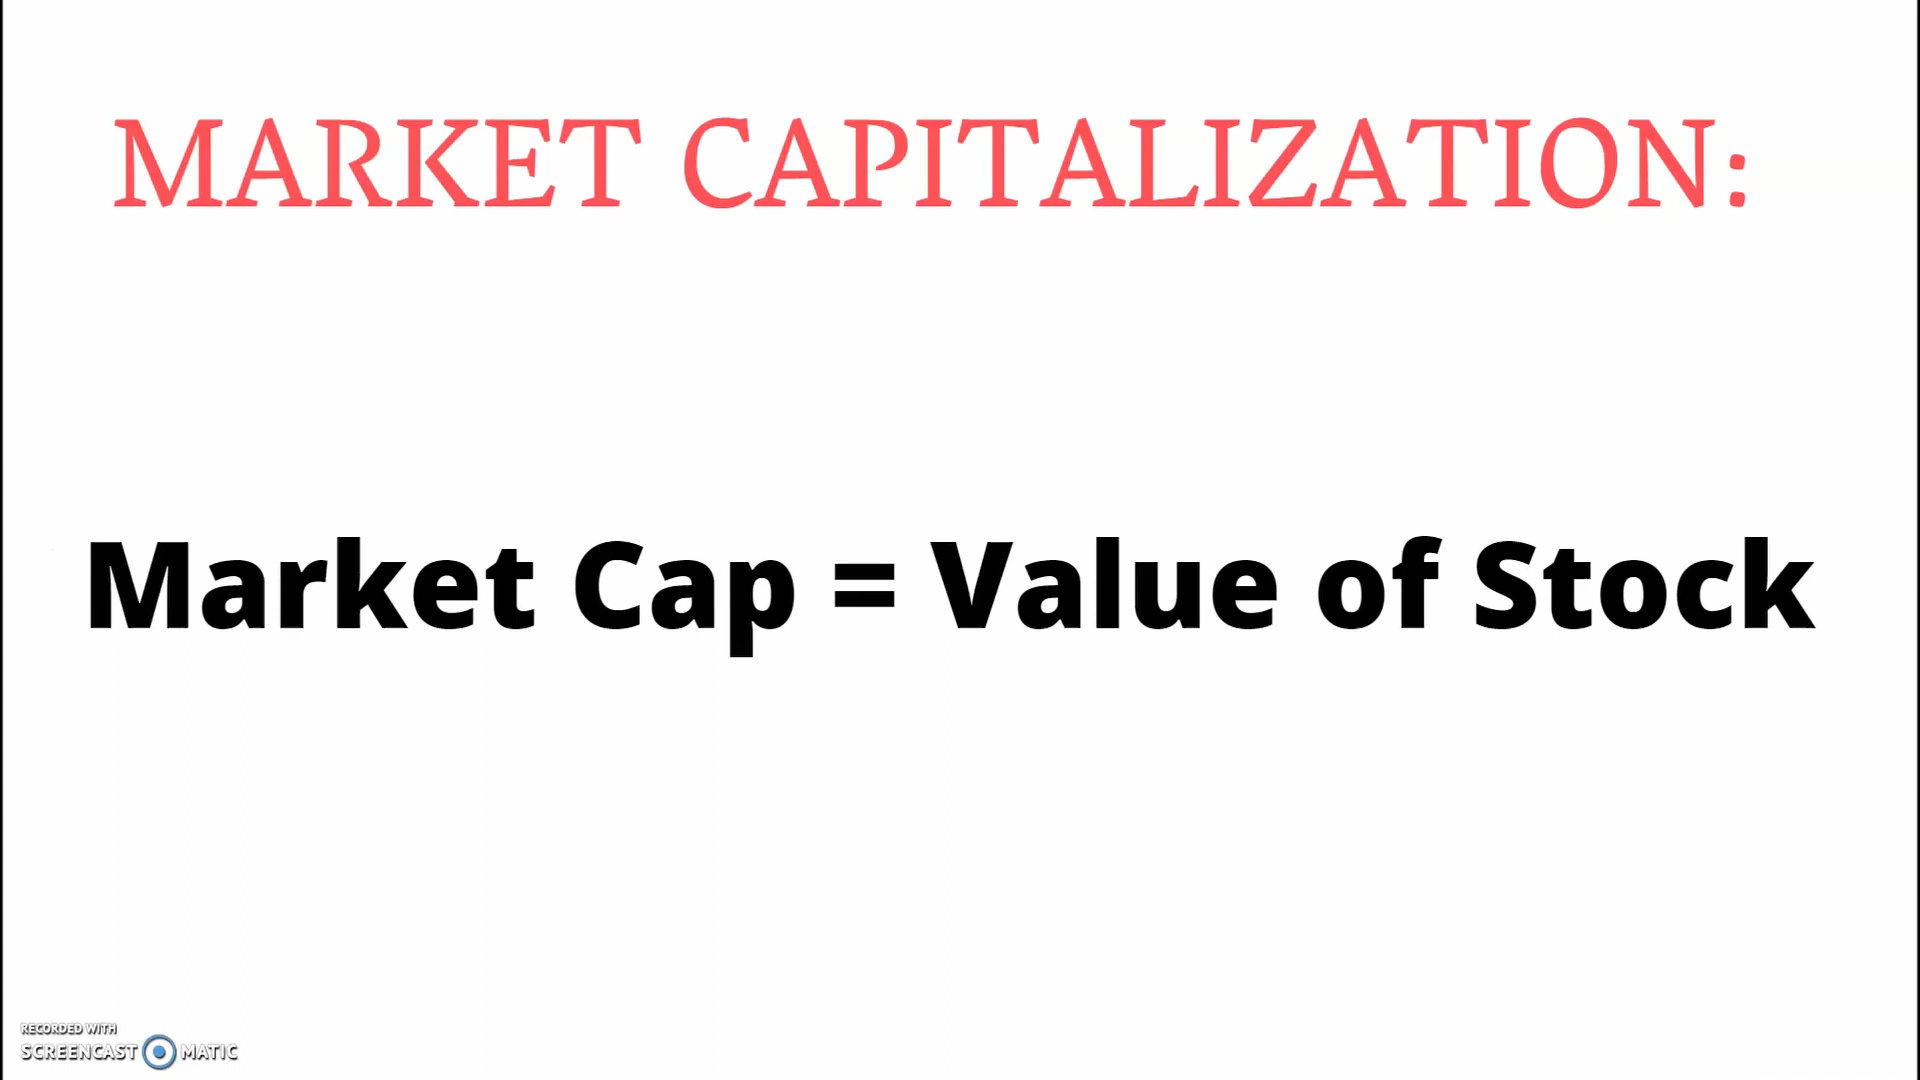 MARKET CAPITALIZATION:
Market Cap = Value of Stock
RECORDED WITH
SCREENCAST MATIC